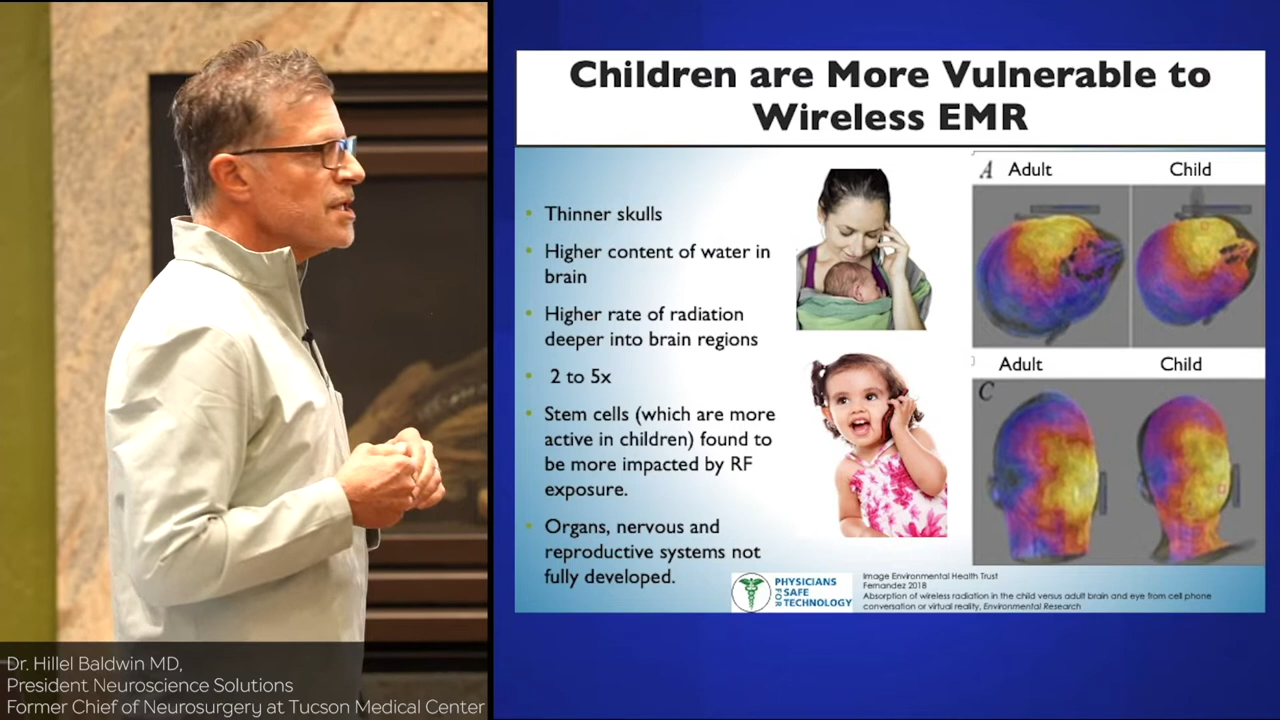 Children are More Vulnerable to
Wireless EMR
Thinner skulls
Higher content of water in
brain
Higher rate of radiation
deeper into brain regions
2 to 5x
Stem cells (which are more
active in children) found to
be more impacted by RF
exposure.
Organs, nervous and
reproductive systems not
fully developed.
A Adult Child
Adult Child
C
PHYSICIANS
FOR SAFE
TECHNOLOGY
Image Environmental Health Trust
Fernandez 2018
Absorption of wireless radiation in the child versus adult brain and eye from cell phone
conversation or virtual reality, Environmental Research
Dr. Hillel Baldwin MD,
President Neuroscience Solutions
Former Chief of Neurosurgery at Tucson Medical Center